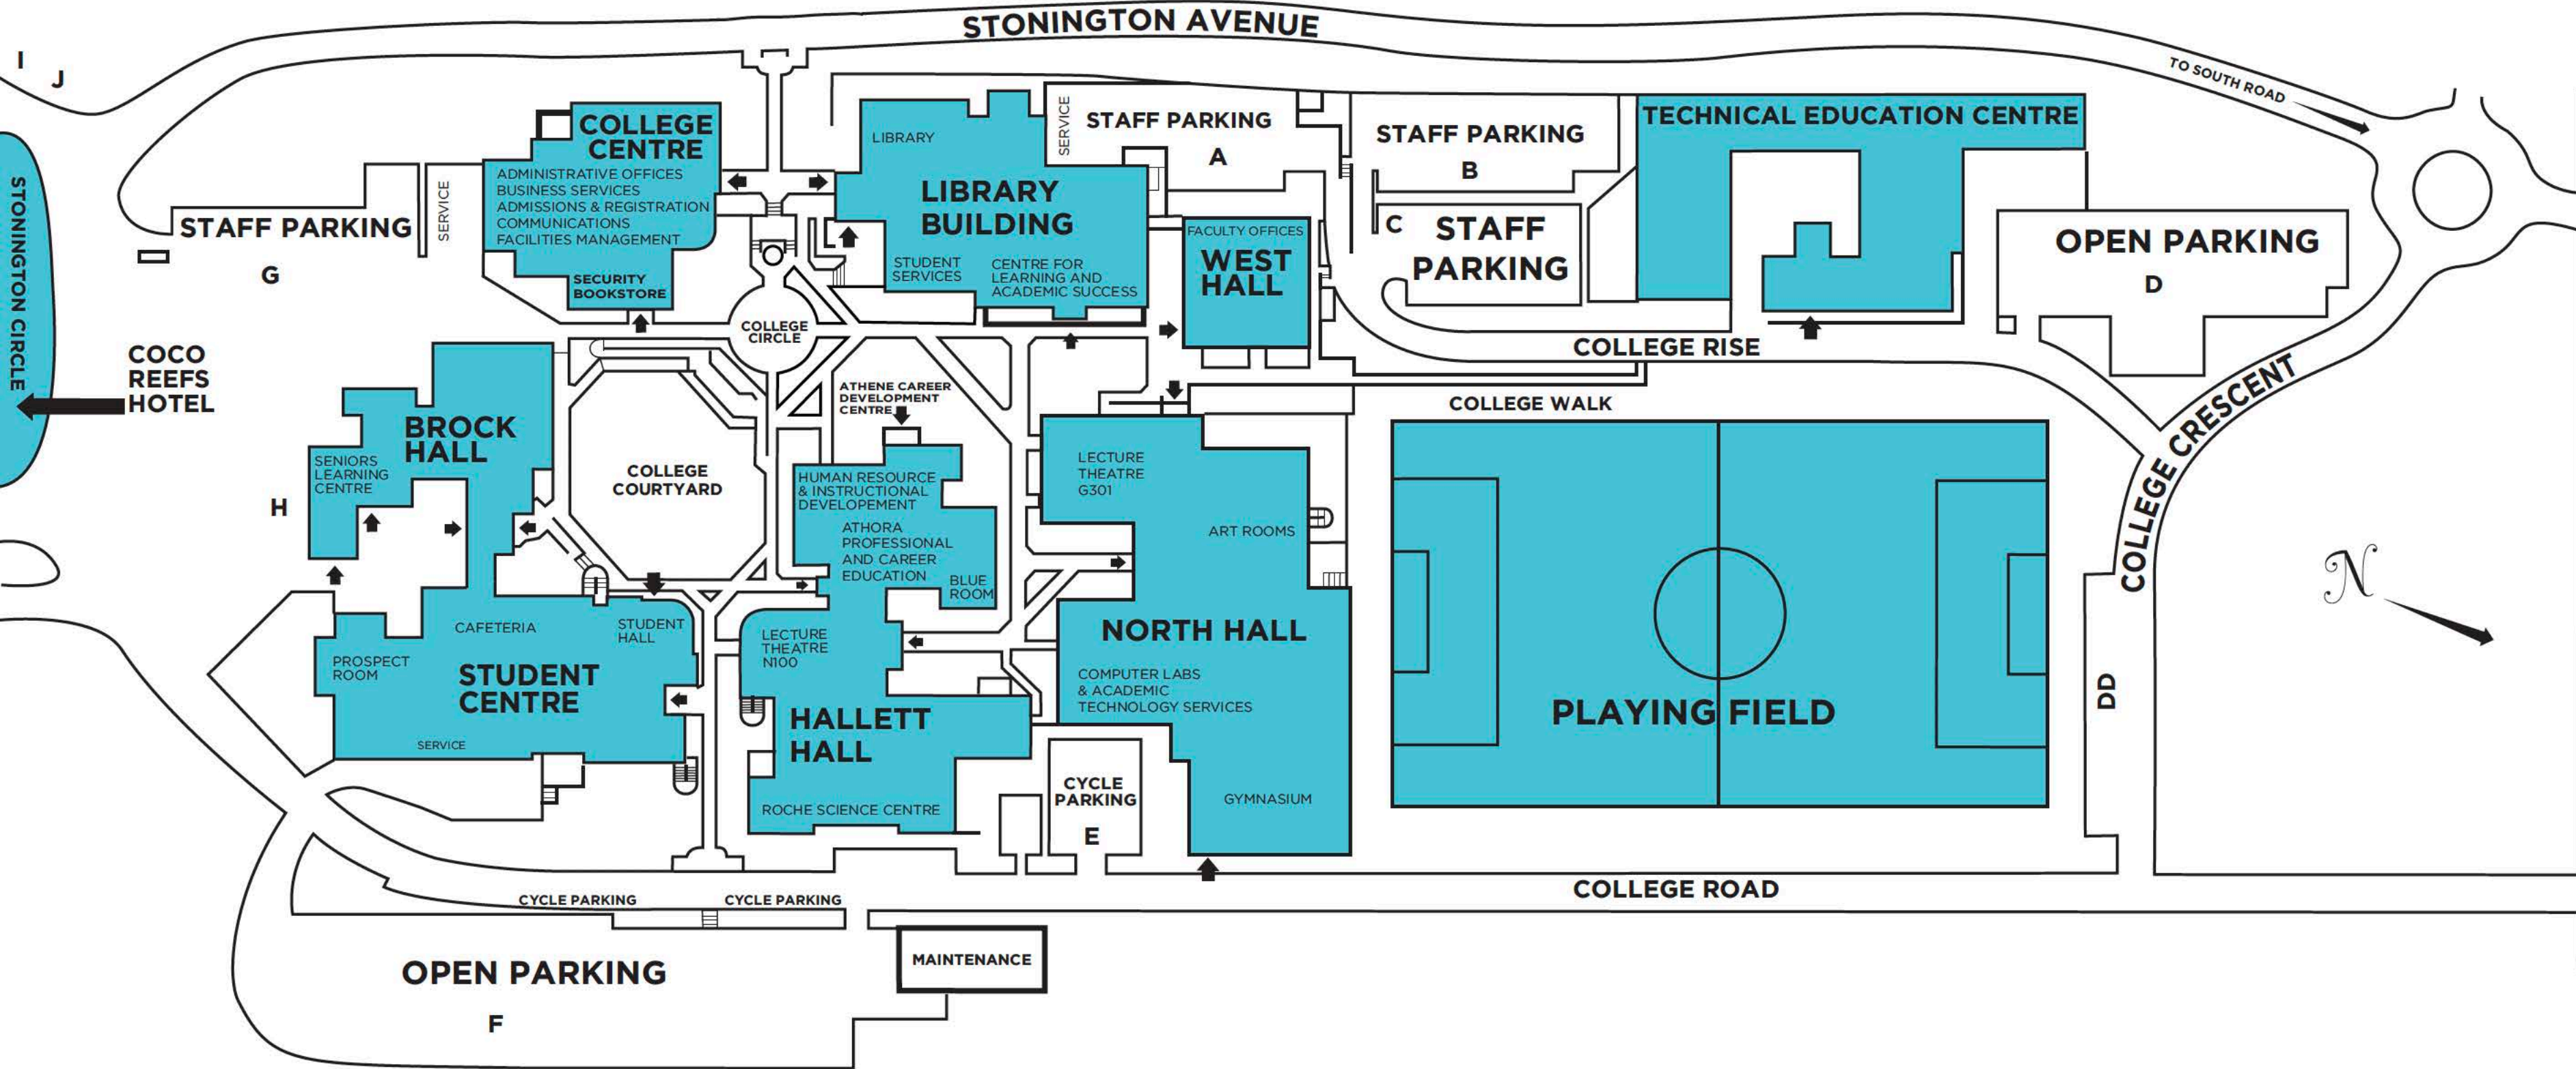 STONINGTON AVENUE
TO SOUTH ROAD
I
J
STONINGTON CIRCLE
COCO
REEFS
HOTEL
STAFF PARKING
G
SERVICE
COLLEGE
CENTRE
ADMINISTRATIVE OFFICES
BUSINESS SERVICES
ADMISSIONS & REGISTRATION
COMMUNICATIONS
FACILITIES MANAGEMENT
SECURITY
BOOKSTORE
LIBRARY
LIBRARY
BUILDING
STUDENT
SERVICES
CENTRE FOR
LEARNING AND
ACADEMIC SUCCESS
SERVICE
STAFF PARKING
A
FACULTY OFFICES
WEST
HALL
STAFF PARKING
B
C
STAFF
PARKING
TECHNICAL EDUCATION CENTRE
OPEN PARKING
D
COLLEGE
CIRCLE
COLLEGE RISE
COLLEGE WALK
COLLEGE CRESCENT
BROCK
HALL
SENIORS
LEARNING
CENTRE
H
COLLEGE
COURTYARD
ATHENE CAREER
DEVELOPMENT
CENTRE
HUMAN RESOURCE
& INSTRUCTIONAL
DEVELOPEMENT
ATHORA
PROFESSIONAL
AND CAREER
EDUCATION
BLUE
ROOM
LECTURE
THEATRE
G301
ART ROOMS
NORTH HALL
COMPUTER LABS
& ACADEMIC
TECHNOLOGY SERVICES
GYMNASIUM
PLAYING FIELD
DD
N
CAFETERIA
STUDENT
HALL
PROSPECT
ROOM
STUDENT
CENTRE
SERVICE
LECTURE
THEATRE
N100
HALLETT
HALL
ROCHE SCIENCE CENTRE
CYCLE
PARKING
E
COLLEGE ROAD
CYCLE PARKING
CYCLE PARKING
OPEN PARKING
F
MAINTENANCE